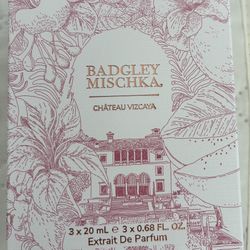 BADGLEY
MISCHKA®
CHÂTEAU VIZCAYA
3 x 20 mL ℮ 3 x 0.68 FL. OZ.
Extrait De Parfum